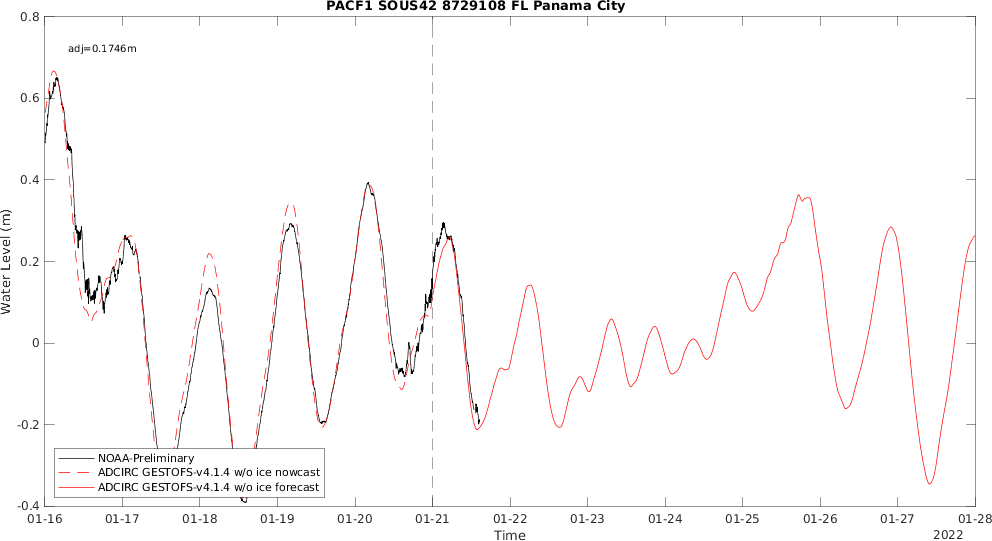 PACF1 SOUS42 8729108 FL Panama City
adj=0.1746m
0.8
0.6
0.4
0.2
0
-0.2
-0.4
Water Level (m)
NOAA-Preliminary
ADCIRC GESTOFS-v4.1.4 w/o ice nowcast
ADCIRC GESTOFS-v4.1.4 w/o ice forecast
01-16 01-17 01-18 01-19 01-20 01-21 01-22 01-23 01-24 01-25 01-26 01-27 01-28
Time
2022